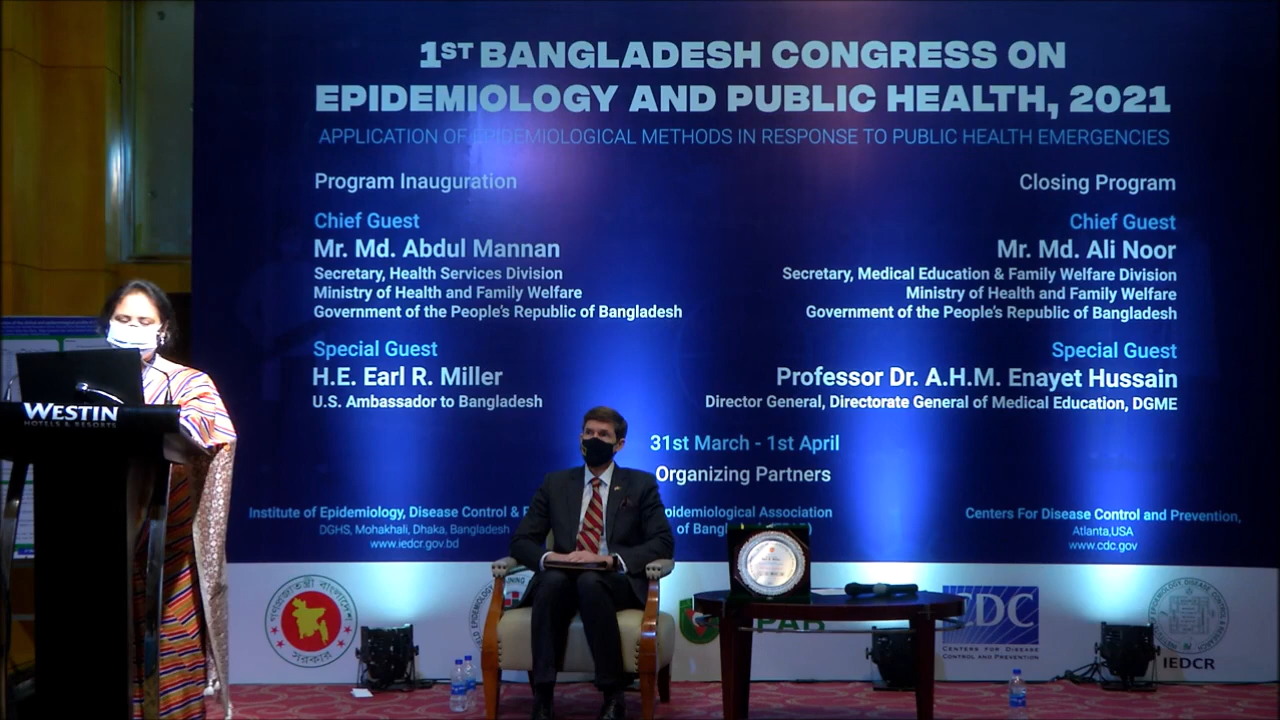 1ST BANGLADESH CONGRESS ON
EPIDEMIOLOGY AND PUBLIC HEALTH, 2021
APPLICATION OF EPIDEMIOLOGICAL METHODS IN RESPONSE TO PUBLIC HEALTH EMERGENCIES
Program Inauguration
Chief Guest
Mr. Md. Abdul Mannan
Secretary, Health Services Division
Ministry of Health and Family Welfare
Government of the People's Republic of Bangladesh
Special Guest
H.E. Earl R. Miller
U.S. Ambassador to Bangladesh
Closing Program
Chief Guest
Mr. Md. Ali Noor
Secretary, Medical Education & Family Welfare Division
Ministry of Health and Family Welfare
Government of the People's Republic of Bangladesh
Special Guest
Professor Dr. A.H.M. Enayet Hussain
Director General, Directorate General of Medical Education, DGME
31st March - 1st April
Organizing Partners
Institute of Epidemiology, Disease Control &
DGHS, Mohakhali, Dhaka, Bangladesh
www.iedcr.gov.bd
Association
of
Centers For Disease Control and Prevention,
Atlanta,USA
www.cdc.gov
WESTIN
HOTELS & RESORTS
গণপ্রজাতন্ত্রী বাংলাদেশ
সরকার
CENTERS FOR DISEASE
CONTROL AND PREVENTION
IEDCR